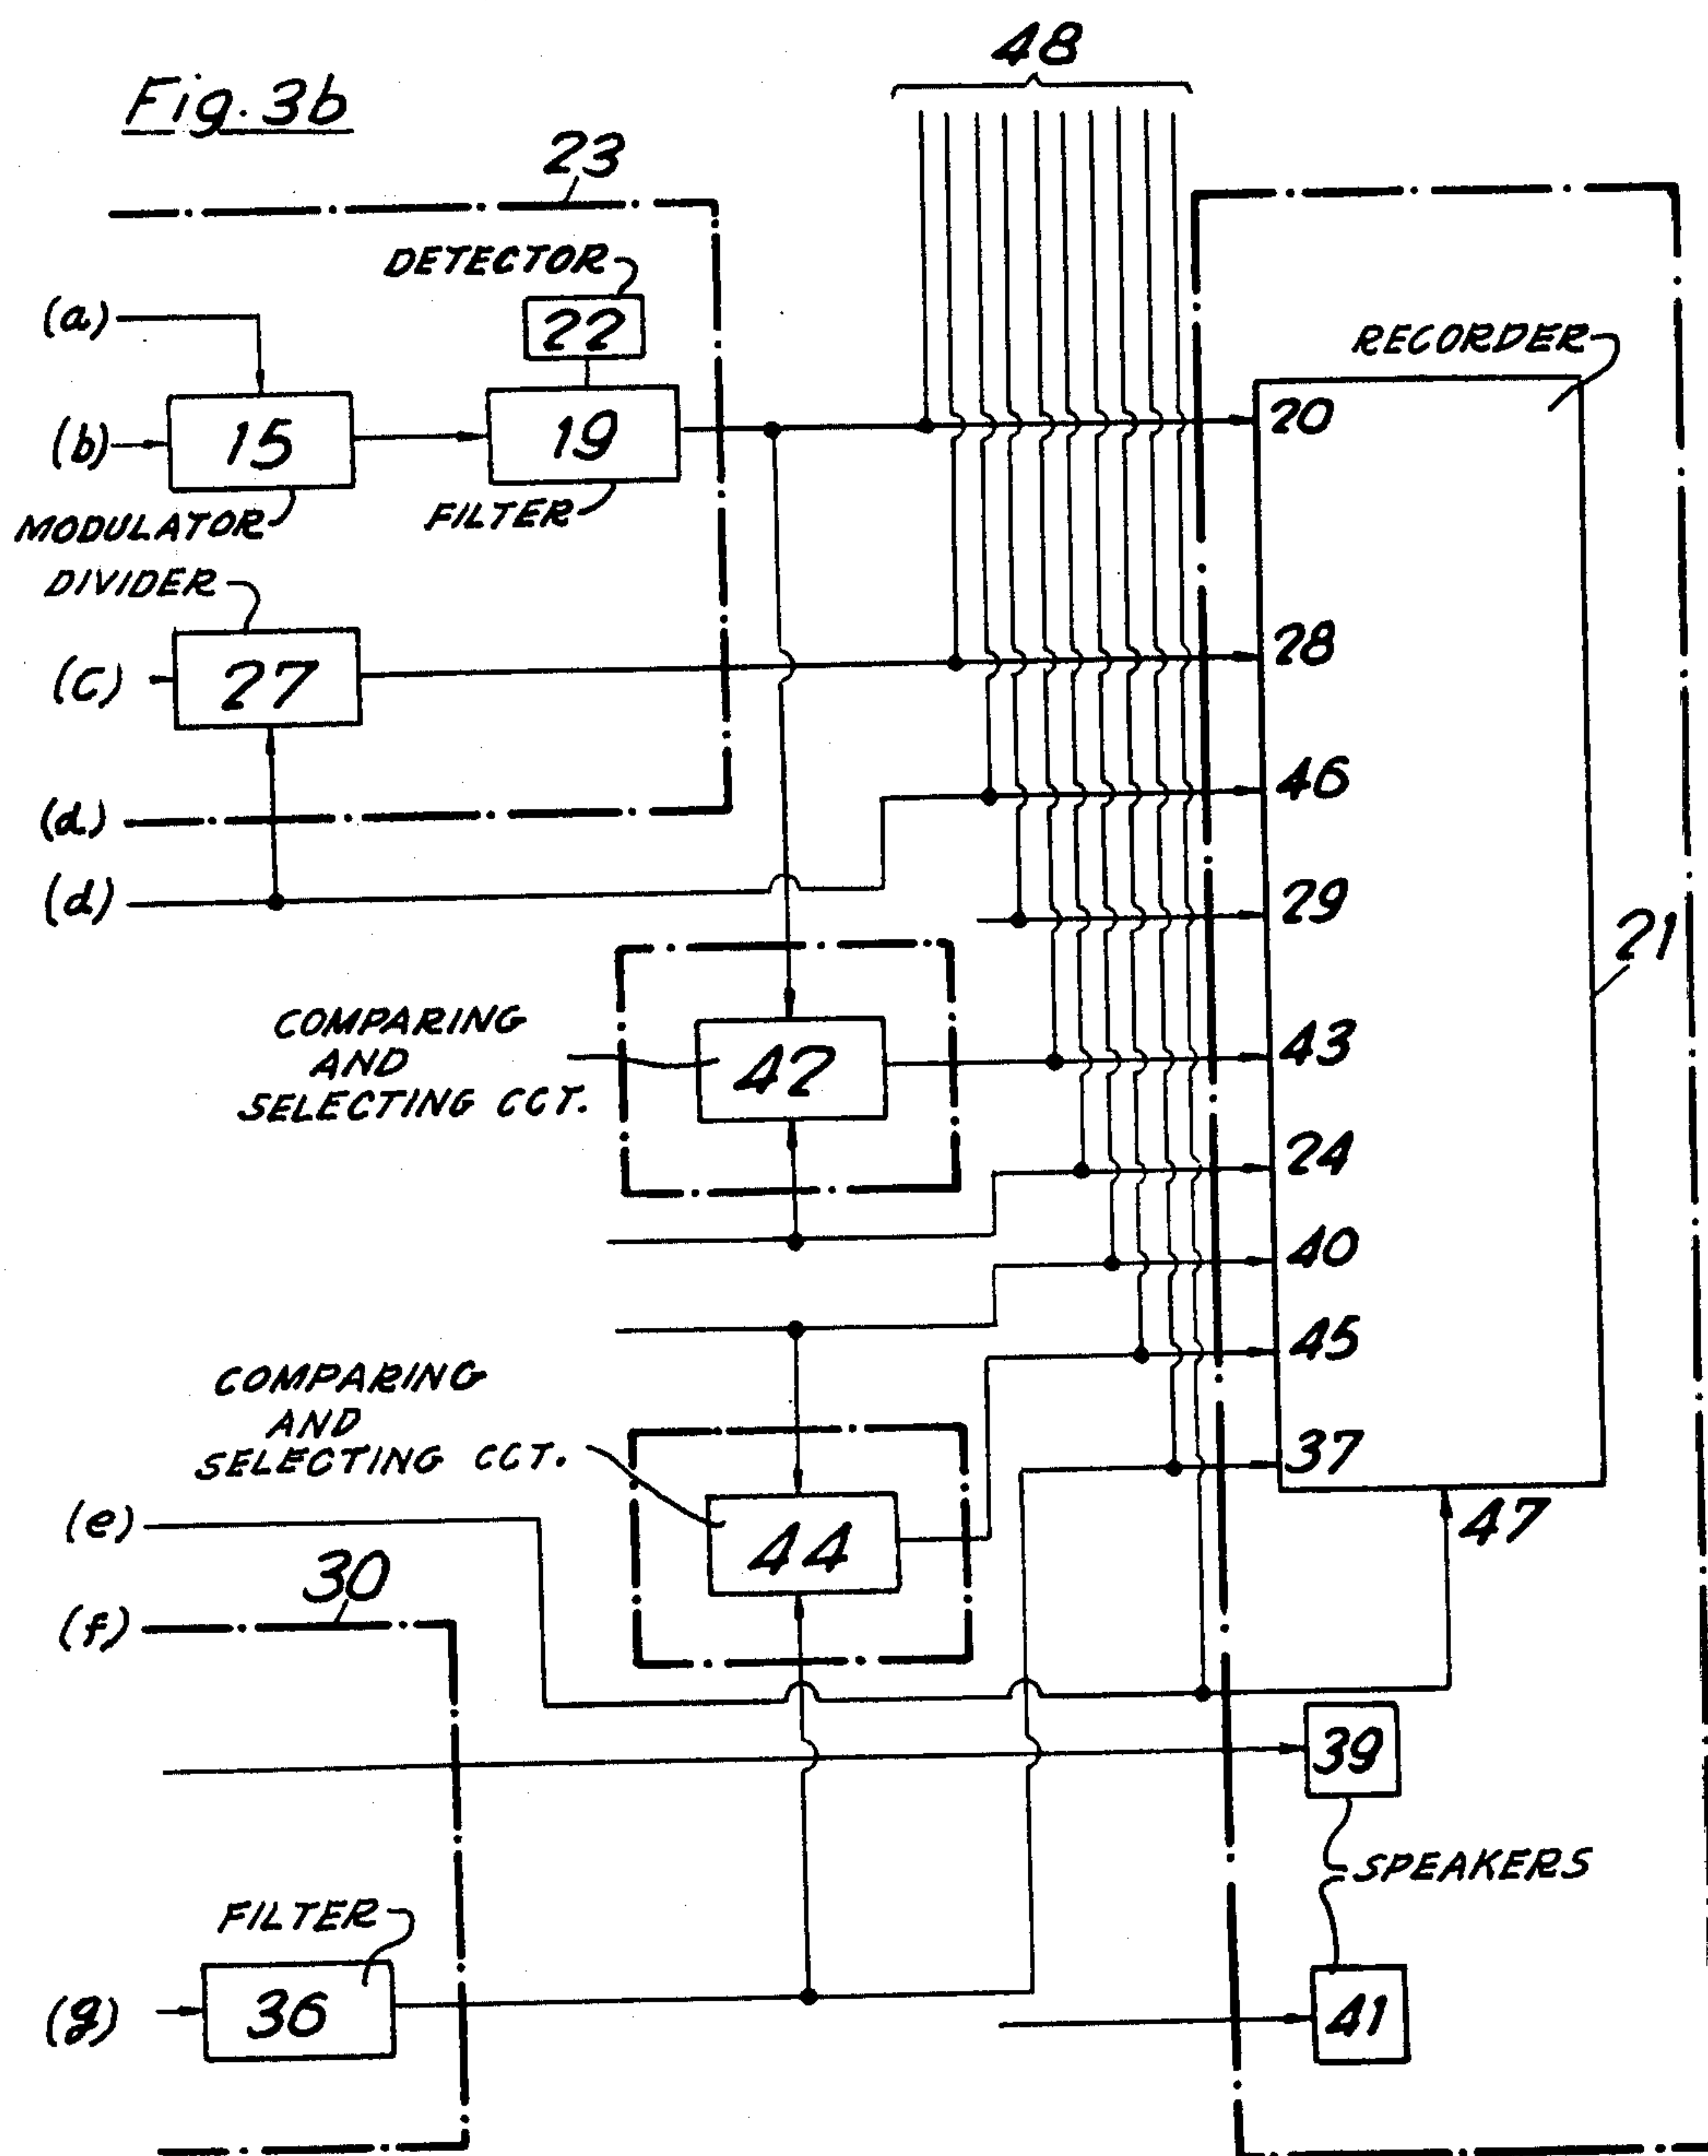 48
Fig. 3b
23
DETECTOR
22
(a)
RECORDER
20
(b)
15
19
MODULATOR
FILTER
DIVIDER
28
(c)
27
46
(d)
(d)
29
21
COMPARING
AND
SELECTING CCT.
42
43
24
40
45
COMPARING
AND
SELECTING CCT.
37
(e)
44
47
30
(f)
39
SPEAKERS
FILTER
(g)
36
41